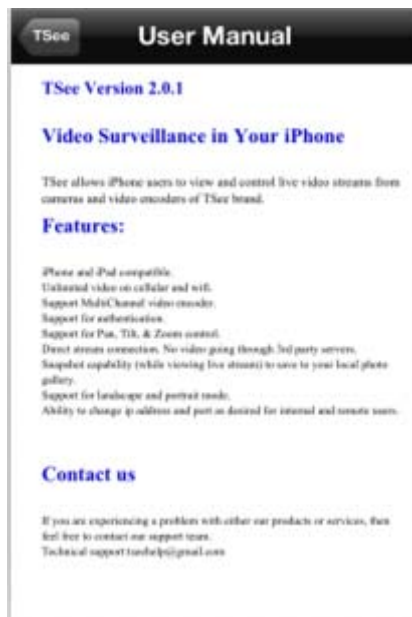 TSee
User Manual
TSee Version 2.0.1
Video Surveillance in Your iPhone
TSee allows iPhone users to view and control live video streams from
cameras and video encoders of TSee brand.
Features:
iPhone and iPad compatible.
Unlimited video on cellular and wifi.
Support MultiChannel video encoder.
Support for authentication.
Support for Pan, Tilt, & Zoom control.
Direct stream connection. No video going through 3rd party servers.
Snapshot capability (while viewing live stream) to save to your local photo
gallery.
Support for landscape and portrait mode.
Ability to change ip address and port as desired for internal and remote users.
Contact us
If you are experiencing a problem with either our products or services, then
feel free to contact our support team.
Technical support tseehelp@gmail.com